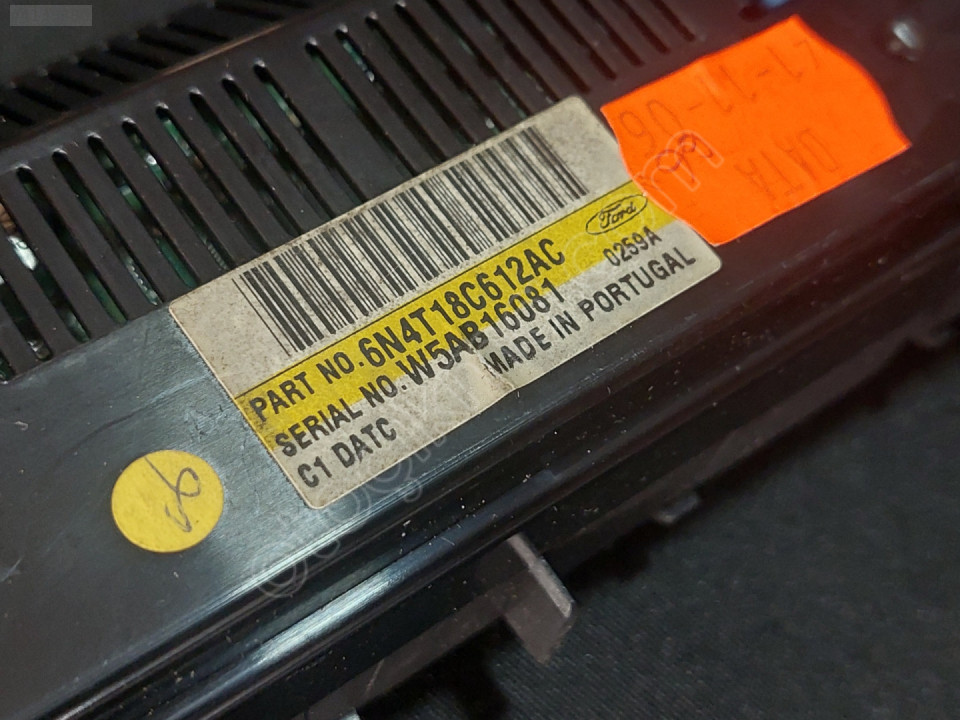 Ford
PART NO. 6N4T18C612AC
SERIAL NO. W5AB16081 0259A
C1 DATC MADE IN PORTUGAL
DATA